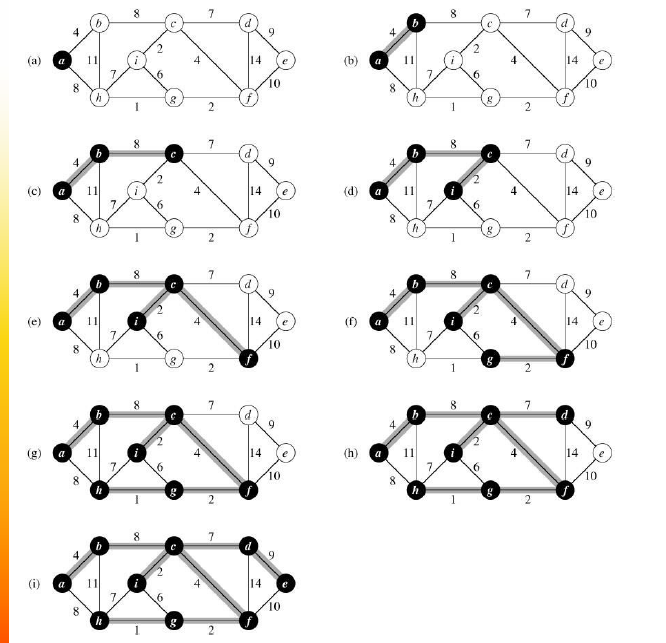 8 7
4 b c d 9
2
(a) a 11 i 4 14 e
8 7 6 10
h g f
1 2
8 7
4 b c d 9
2
(b) a 11 i 4 14 e
8 7 6 10
h g f
1 2
8 7
4 b c d 9
2
(c) a 11 i 4 14 e
8 7 6 10
h g f
1 2
8 7
4 b c d 9
2
(d) a 11 i 4 14 e
8 7 6 10
h g f
1 2
8 7
4 b c d 9
2
(e) a 11 i 4 14 e
8 7 6 10
h g f
1 2
8 7
4 b c d 9
2
(f) a 11 i 4 14 e
8 7 6 10
h g f
1 2
8 7
4 b c d 9
2
(g) a 11 i 4 14 e
8 7 6 10
h g f
1 2
8 7
4 b c d 9
2
(h) a 11 i 4 14 e
8 7 6 10
h g f
1 2
8 7
4 b c d 9
2
(i) a 11 i 4 14 e
8 7 6 10
h g f
1 2